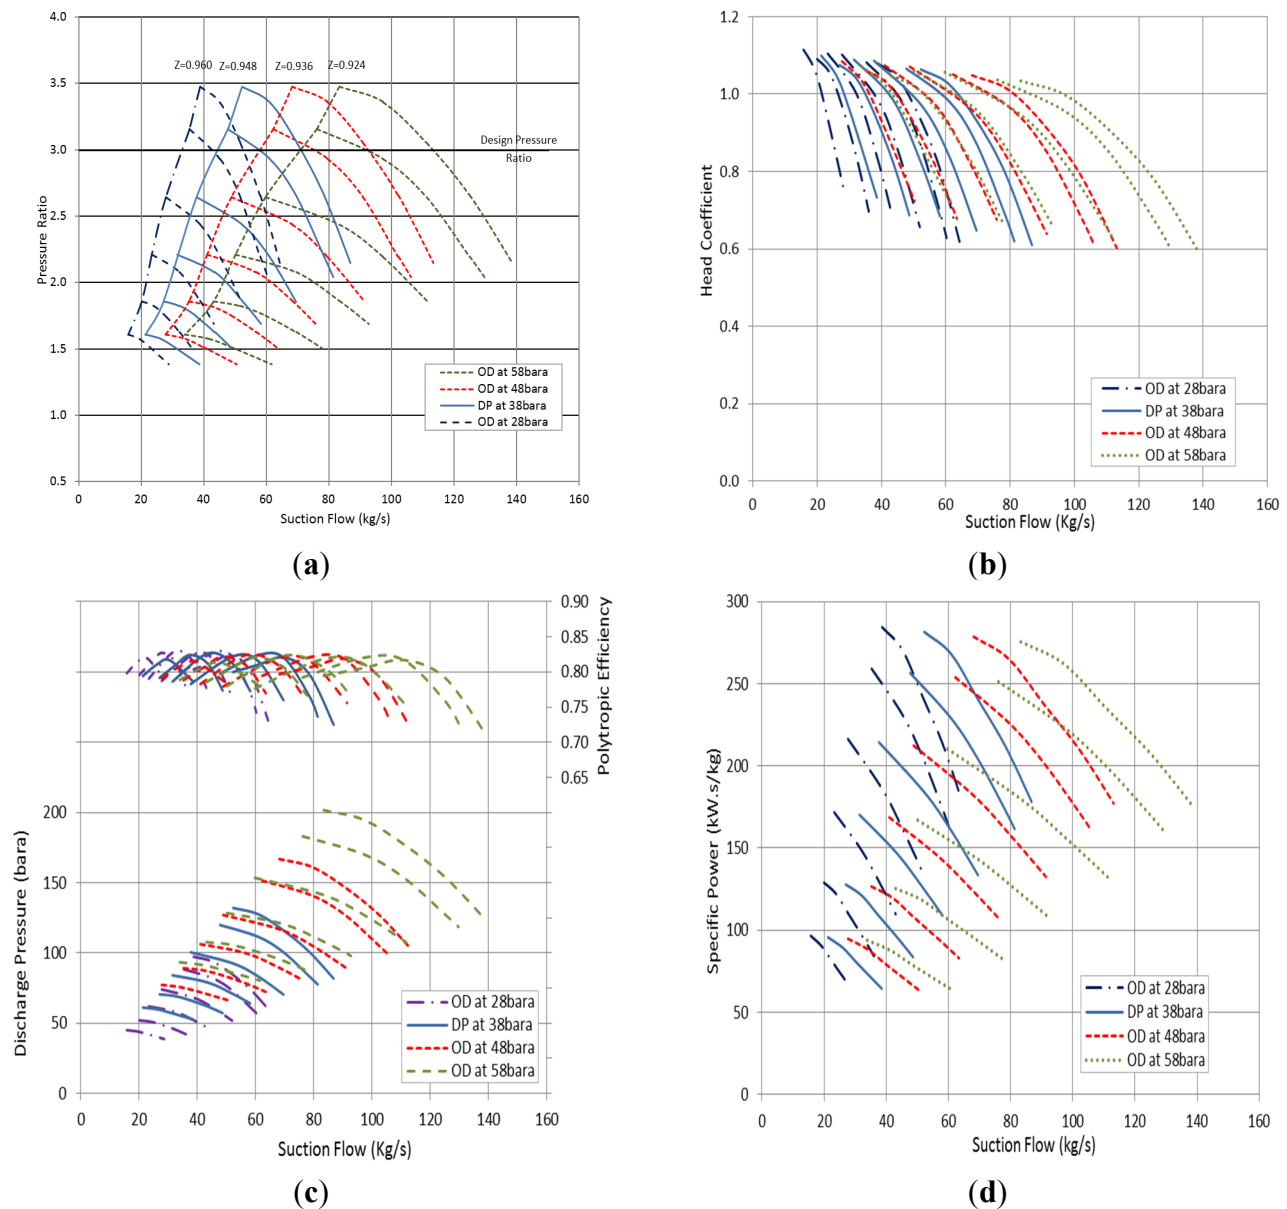 4.0
Z=0.960 Z=0.948 Z=0.936 Z=0.924
3.5
3.0
Design Pressure
Ratio
2.5
2.0
1.5
1.0
0.5
Pressure Ratio
OD at 58bara
OD at 48bara
DP at 38bara
OD at 28bara
0 20 40 60 80 100 120 140 160
Suction Flow (kg/s)
(a)
1.2
1.0
0.8
0.6
0.4
0.2
0.0
Head Coefficient
OD at 28bara
DP at 38bara
OD at 48bara
OD at 58bara
0 20 40 60 80 100 120 140 160
Suction Flow (Kg/s)
(b)
0.90
0.85
0.80
0.75
0.70
0.65
Polytropic Efficiency
200
150
100
50
0
Discharge Pressure (bara)
OD at 28bara
DP at 38bara
OD at 48bara
OD at 58bara
0 20 40 60 80 100 120 140 160
Suction Flow (Kg/s)
(c)
300
250
200
150
100
50
0
Specific Power (kW.s/kg)
OD at 28bara
DP at 38bara
OD at 48bara
OD at 58bara
0 20 40 60 80 100 120 140 160
Suction Flow (Kg/s)
(d)